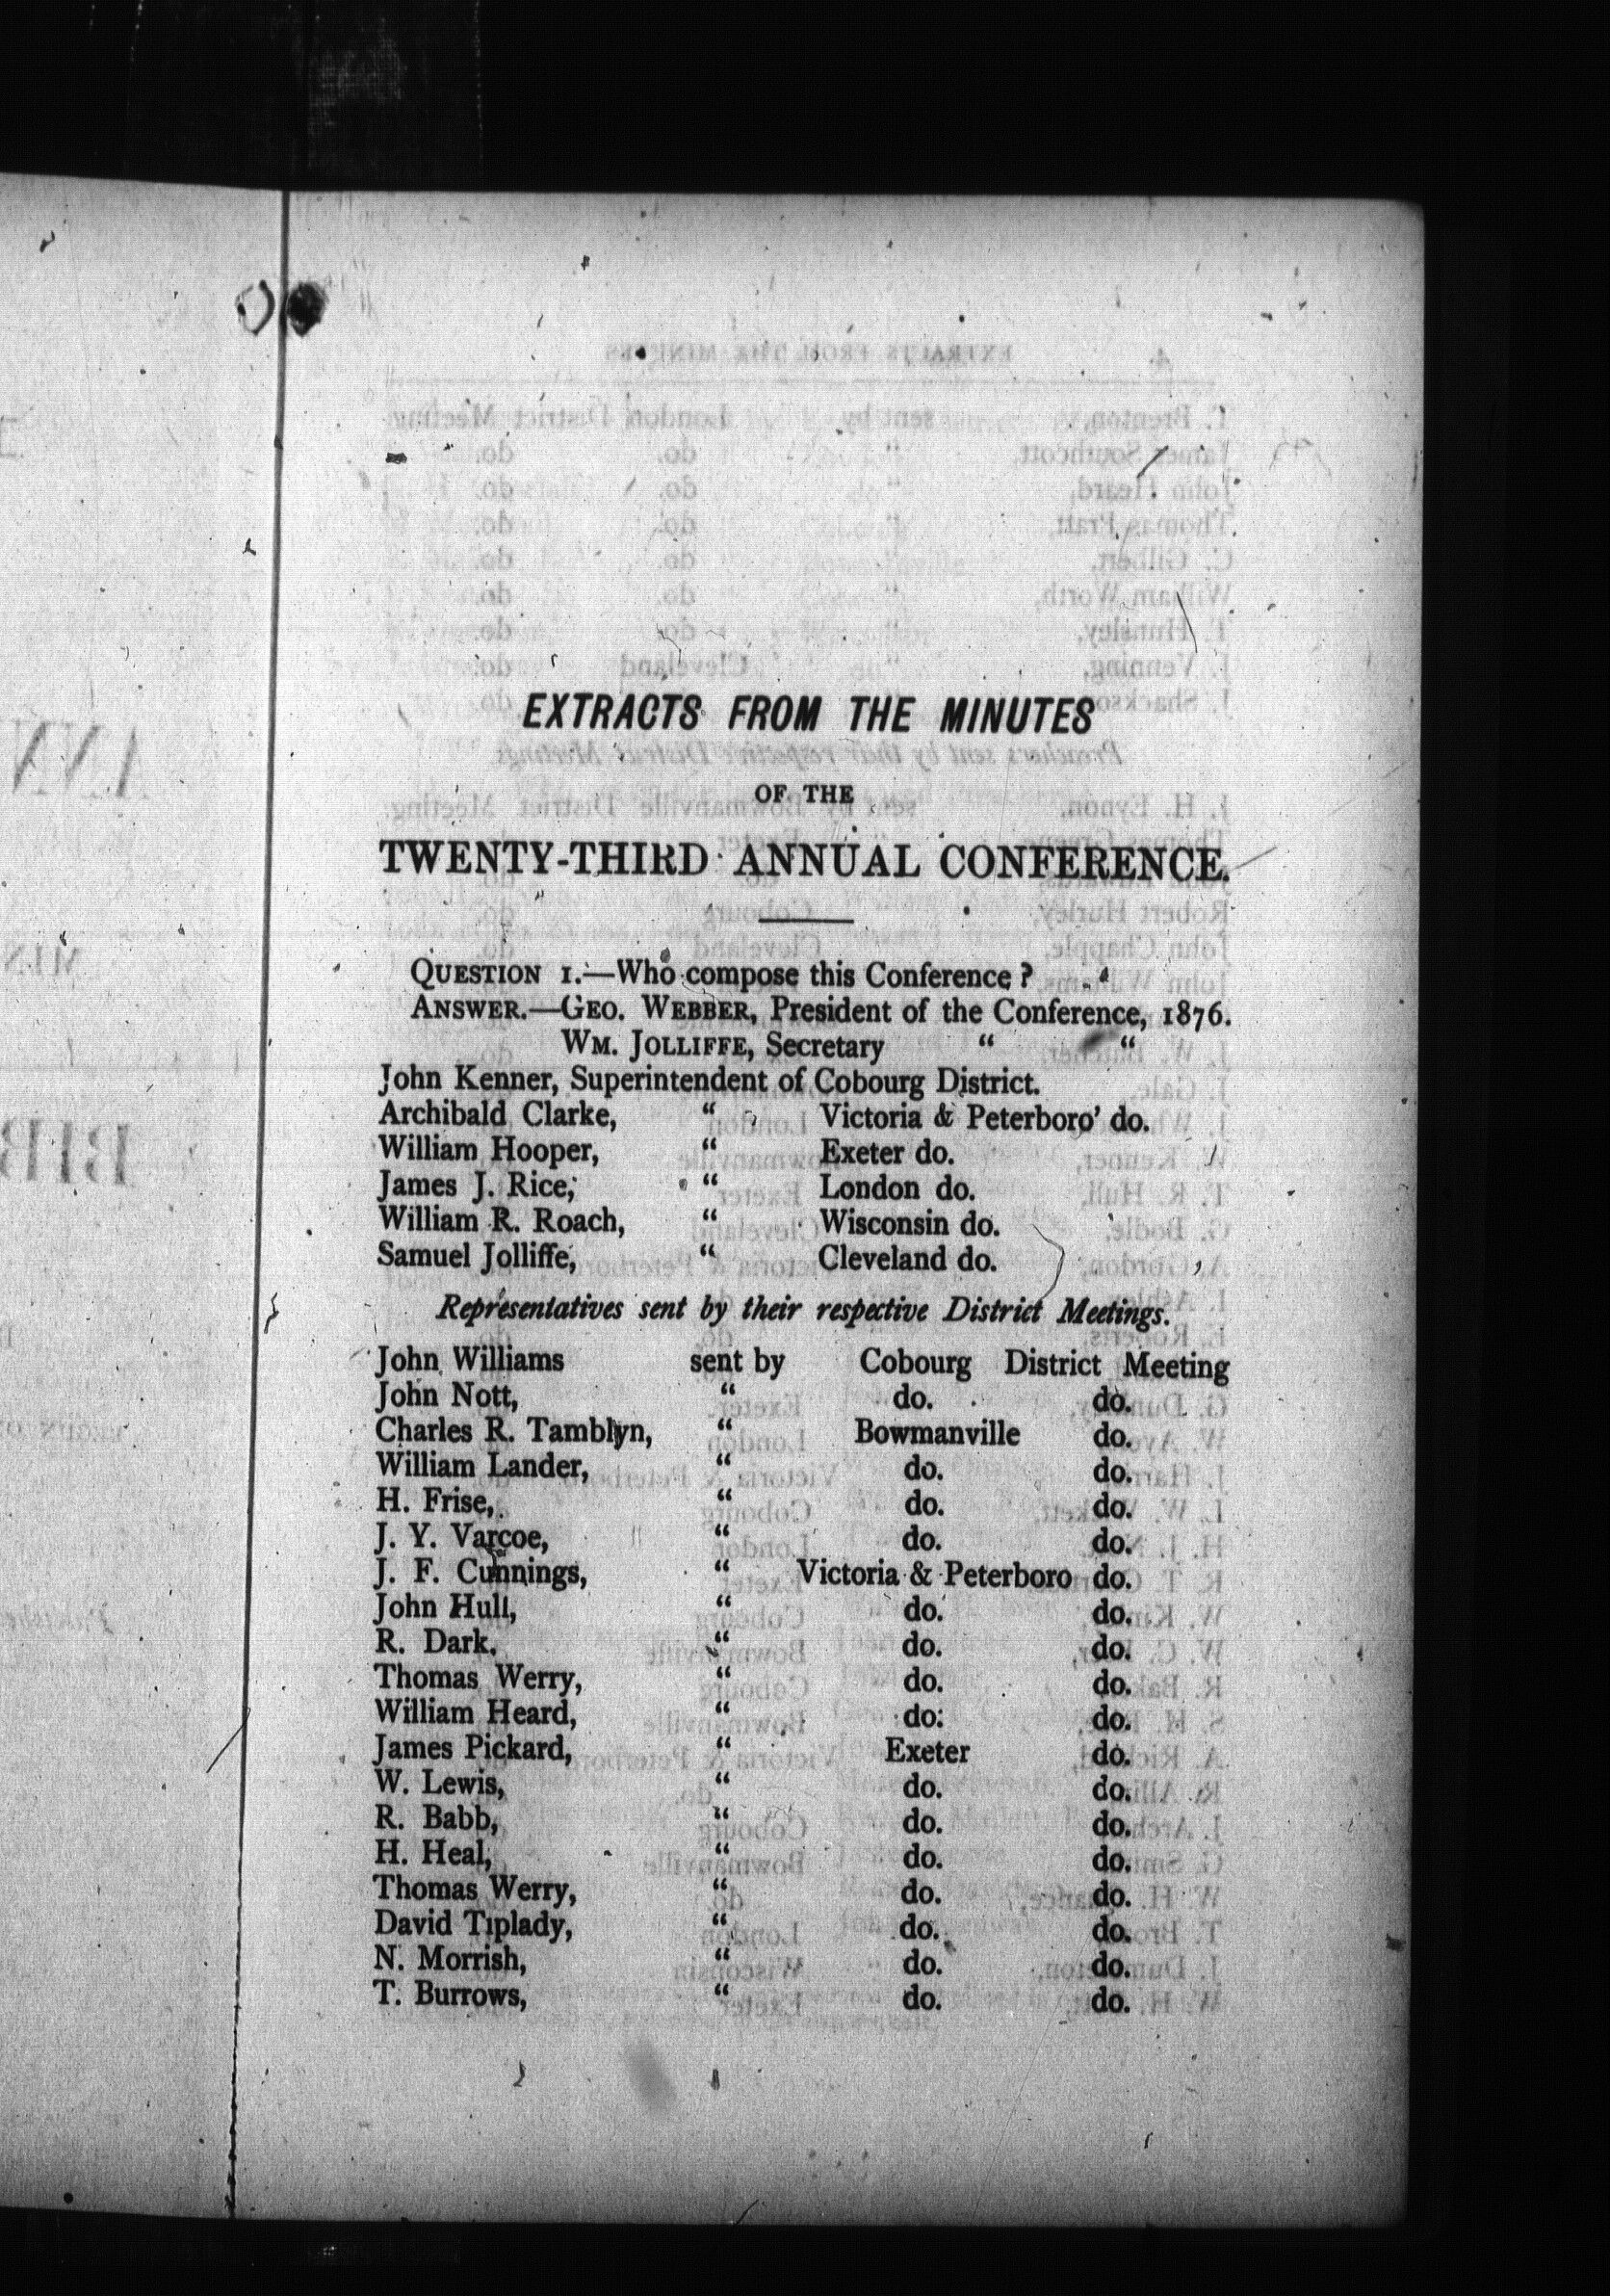 EXTRACTS FROM THE MINUTES
OF THE
TWENTY-THIRD ANNUAL CONFERENCE.
QUESTION 1.—Who compose this Conference?
ANSWER.—GEO. WEBBER, President of the Conference, 1876.
WM. JOLLIFFE, Secretary " "
John Kenner, Superintendent of Cobourg District.
Archibald Clarke, " Victoria & Peterboro' do.
William Hooper, " Exeter do.
James J. Rice, " London do.
William R. Roach, " Wisconsin do.
Samuel Jolliffe, " Cleveland do.
Representatives sent by their respective District Meetings.
John Williams sent by Cobourg District Meeting
John Nott, " do. do.
Charles R. Tamblyn, " Bowmanville do.
William Lander, " do. do.
H. Frise, " do. do.
J. Y. Varcoe, " do. do.
J. F. Cunnings, " Victoria & Peterboro do.
John Hull, " do. do.
R. Dark, " do. do.
Thomas Werry, " do. do.
William Heard, " do. do.
James Pickard, " Exeter do.
W. Lewis, " do. do.
R. Babb, " do. do.
H. Heal, " do. do.
Thomas Werry, " do. do.
David Tiplady, " do. do.
N. Morrish, " do. do.
T. Burrows, " do. do.